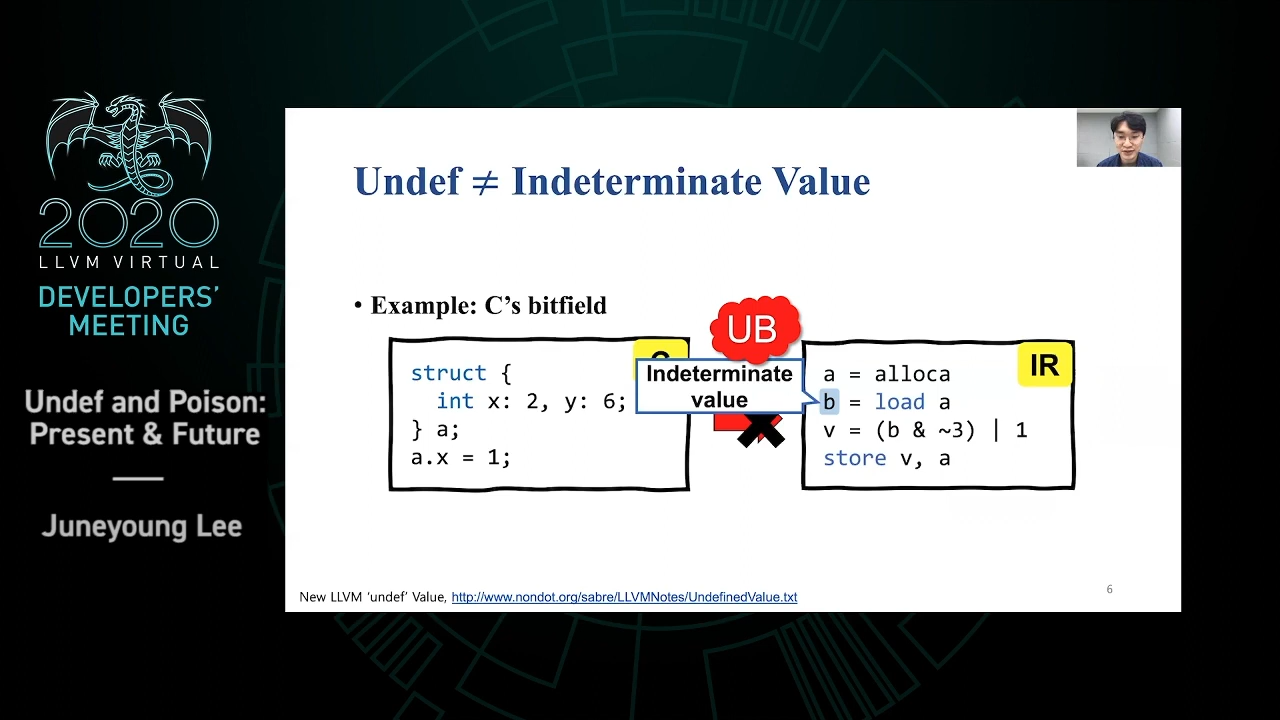 2020
LLVM VIRTUAL
DEVELOPERS'
MEETING
Undef and Poison:
Present & Future
Juneyoung Lee
Undef ≠ Indeterminate Value
• Example: C's bitfield
struct {
int x: 2, y: 6;
} a;
a.x = 1;
UB
Indeterminate
value
IR
a = alloca
b = load a
v = (b & ~3) | 1
store v, a
New LLVM 'undef' Value, http://www.nondot.org/sabre/LLVMNotes/UndefinedValue.txt
6